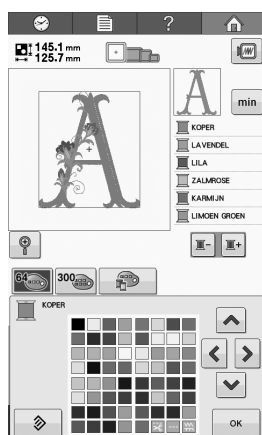 ?
145.1 mm
125.7 mm
A
A
min
KOPER
LAVENDEL
LILA
ZALMROSE
KARMIJN
LIMOEN GROEN
64
300
KOPER
OK